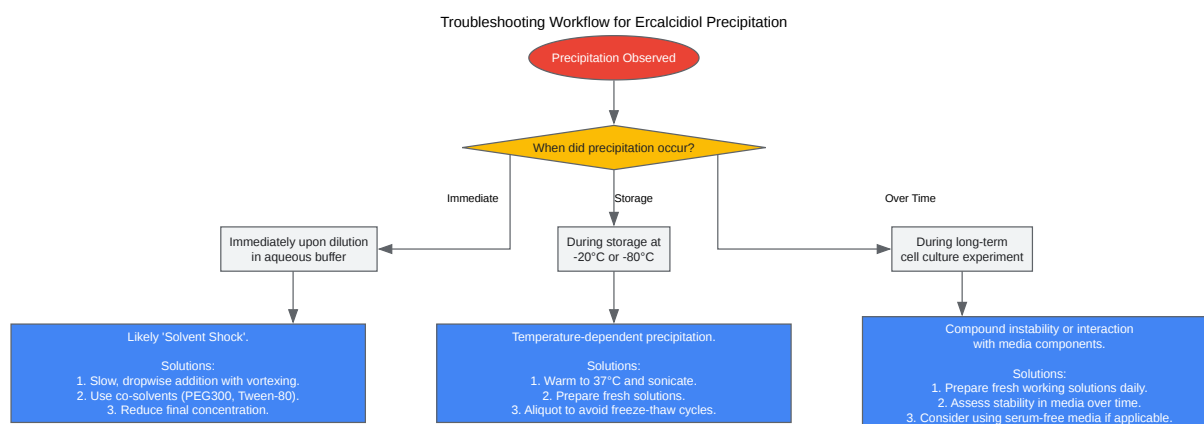 Troubleshooting Workflow for Ercalcidiol Precipitation
Precipitation Observed
When did precipitation occur?
Immediate
Storage
Over Time
Immediately upon dilution
in aqueous buffer
During storage at
-20°C or -80°C
During long-term
cell culture experiment
Likely 'Solvent Shock'.
Solutions:
1. Slow, dropwise addition with vortexing.
2. Use co-solvents (PEG300, Tween-80).
3. Reduce final concentration.
Temperature-dependent precipitation.
Solutions:
1. Warm to 37°C and sonicate.
2. Prepare fresh solutions.
3. Aliquot to avoid freeze-thaw cycles.
Compound instability or interaction
with media components.
Solutions:
1. Prepare fresh working solutions daily.
2. Assess stability in media over time.
3. Consider using serum-free media if applicable.